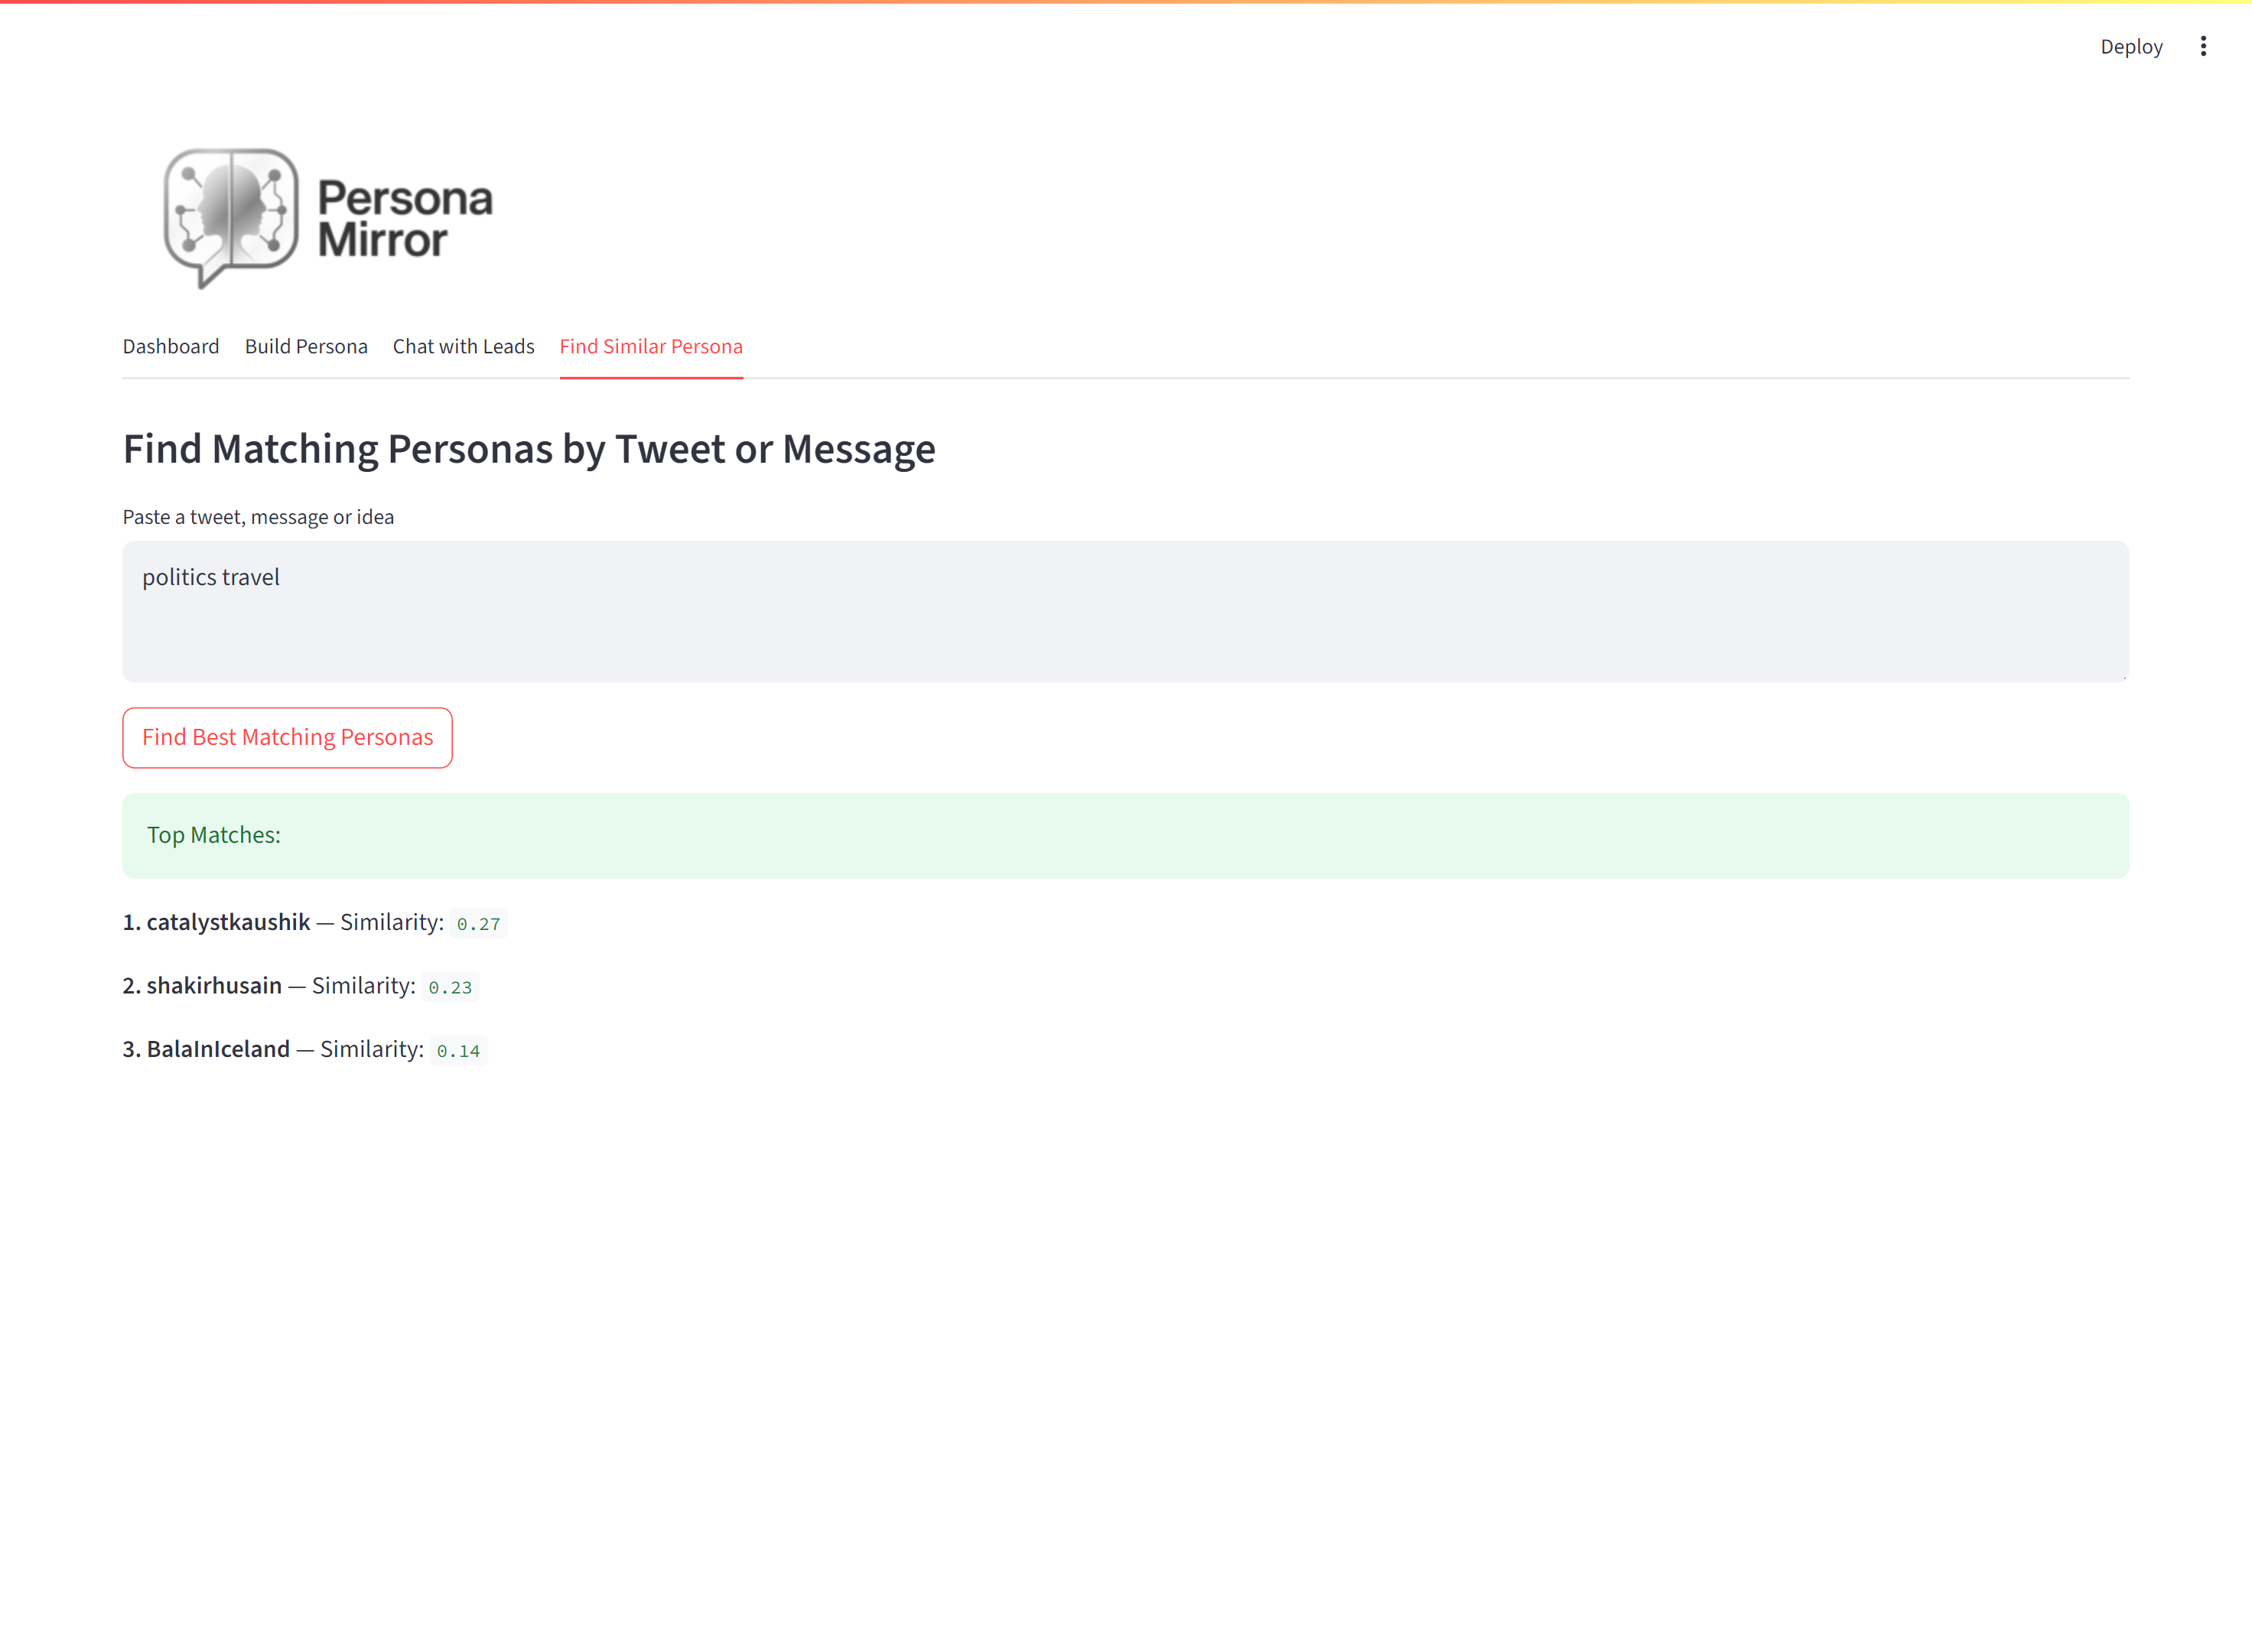 Deploy
Persona
Mirror
Dashboard Build Persona Chat with Leads Find Similar Persona
Find Matching Personas by Tweet or Message
Paste a tweet, message or idea
politics travel
Find Best Matching Personas
Top Matches:
1. catalystkaushik — Similarity: 0.27
2. shakirhusain — Similarity: 0.23
3. BalaInIceland — Similarity: 0.14